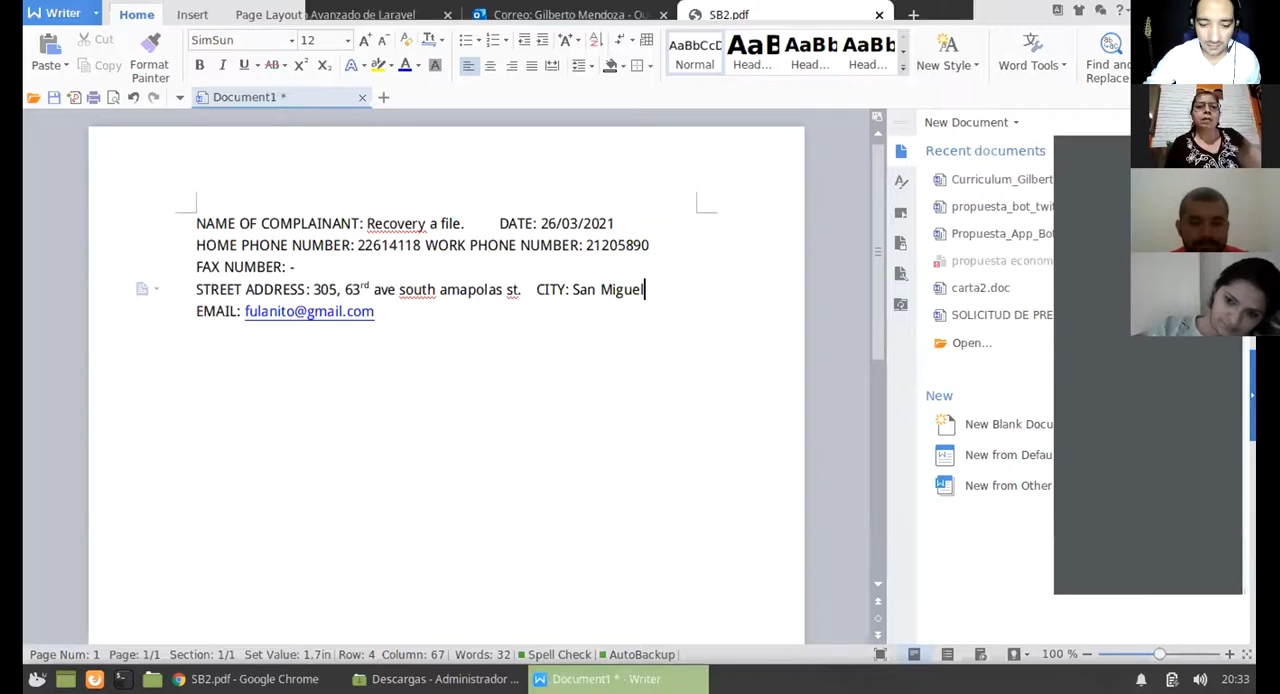 Writer Home Insert Page Layout Avanzado de Laravel Correo: Gilberto Mendoza - Ou SB2.pdf
Paste Cut Copy Format Painter SimSun 12 Normal Head... Head... Head... New Style Word Tools Find and Replace
AaBbCcD AaB AaBb AaBb
Document1 *
New Document
Recent documents
Curriculum_Gilbert
propuesta_bot_twit
Propuesta_App_Bot
propuesta econom
carta2.doc
SOLICITUD DE PRE
Open...
New
New Blank Docu
New from Defau
New from Other
NAME OF COMPLAINANT: Recovery a file. DATE: 26/03/2021
HOME PHONE NUMBER: 22614118 WORK PHONE NUMBER: 21205890
FAX NUMBER: -
STREET ADDRESS: 305, 63rd ave south amapolas st. CITY: San Miguel
EMAIL: fulanito@gmail.com
Page Num: 1 Page: 1/1 Section: 1/1 Set Value: 1.7in Row: 4 Column: 67 Words: 32 Spell Check AutoBackup 100 %
SB2.pdf - Google Chrome Descargas - Administrador ... Document1 * - Writer 20:33